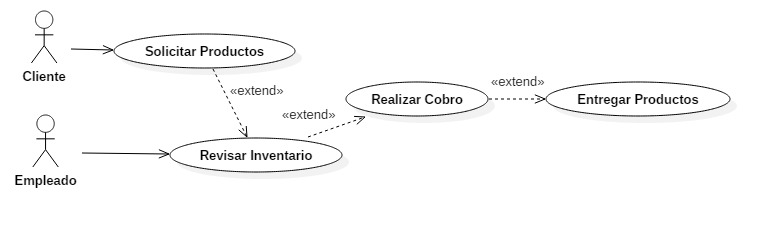 Solicitar Productos
Cliente
«extend»
Realizar Cobro
«extend»
Entregar Productos
«extend»
Revisar Inventario
Empleado